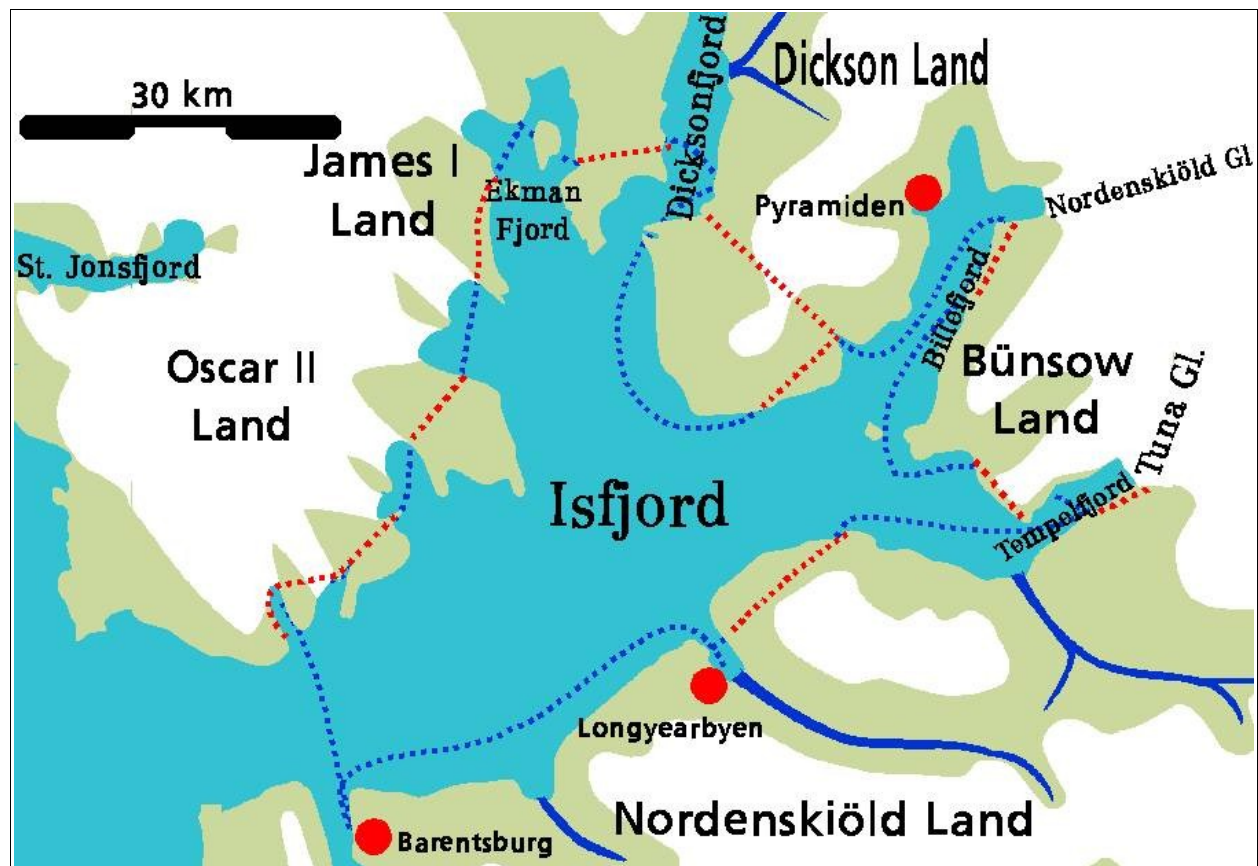 Dickson Land
30 km
Dicksonfjord
James I
Land
Ekman
Fjord
Pyramiden
Nordenskiöld Gl
St. Jonsfjord
Billefjord
Oscar II
Land
Bünsow
Land
Tuna Gl.
Isfjord
Tempelfjord
Longyearbyen
Nordenskiöld Land
Barentsburg